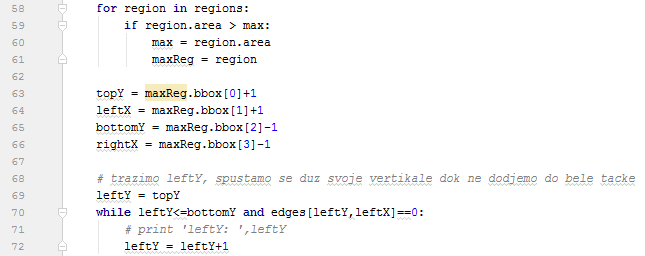 58 for region in regions:
59 if region.area > max:
60 max = region.area
61 maxReg = region
62
63 topY = maxReg.bbox[0]+1
64 leftX = maxReg.bbox[1]+1
65 bottomY = maxReg.bbox[2]-1
66 rightX = maxReg.bbox[3]-1
67
68 # trazimo leftY, spustamo se duz svoje vertikale dok ne dodjemo do bele tacke
69 leftY = topY
70 while leftY<=bottomY and edges[leftY,leftX]==0:
71 # print 'leftY: ',leftY
72 leftY = leftY+1